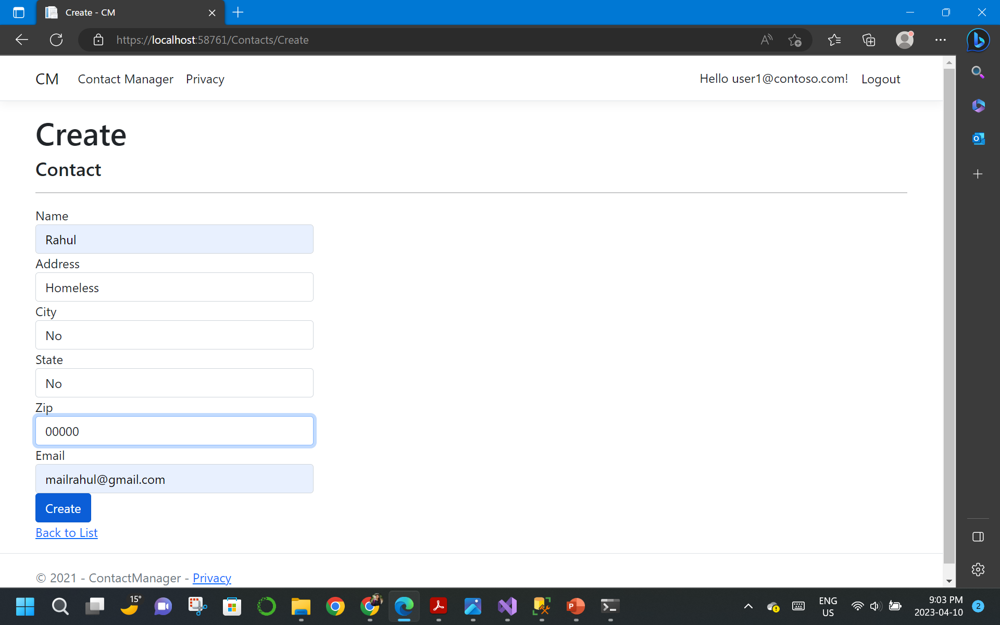 Create - CM
https://localhost:58761/Contacts/Create
CM Contact Manager Privacy Hello user1@contoso.com! Logout
Create
Contact
Name
Rahul
Address
Homeless
City
No
State
No
Zip
00000
Email
mailrahul@gmail.com
Create
Back to List
© 2021 - ContactManager - Privacy
15°
ENG
US
9:03 PM
2023-04-10
2